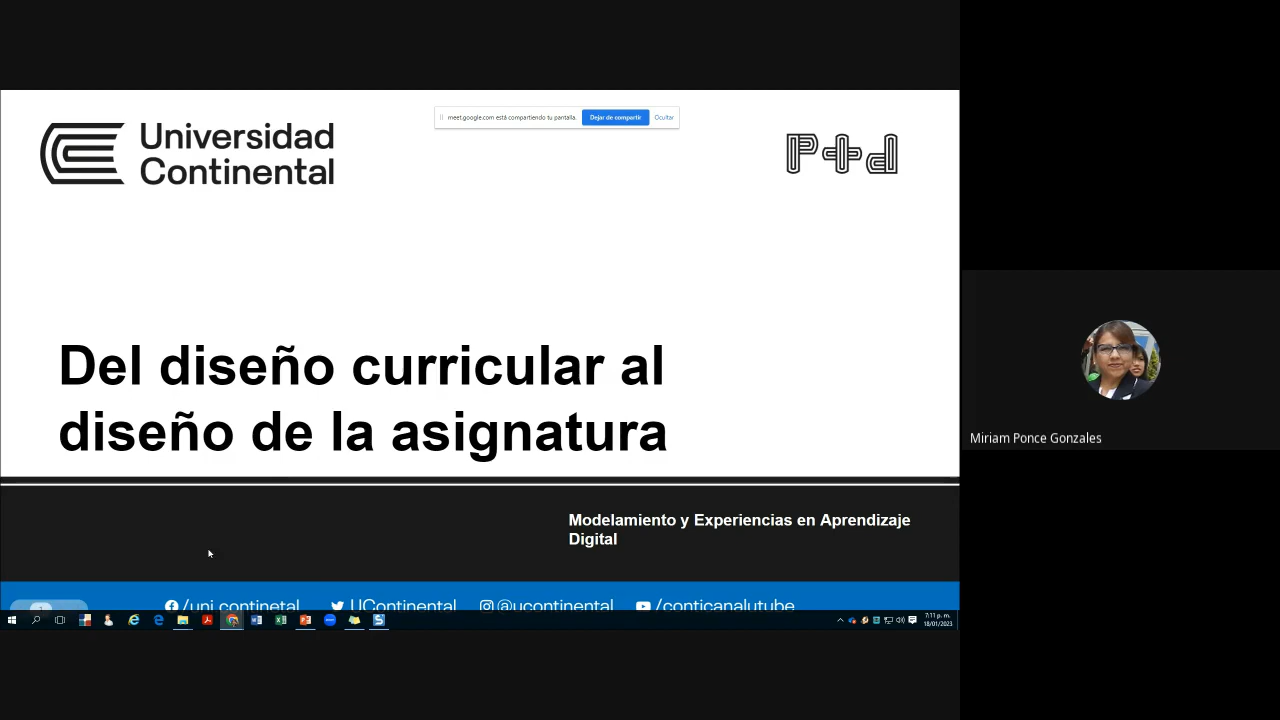 Universidad
Continental
meet.google.com está compartiendo tu pantalla.
Dejar de compartir
Ocultar
P+d
Del diseño curricular al
diseño de la asignatura
Modelamiento y Experiencias en Aprendizaje
Digital
/uni.continetal
UContinental
@ucontinental
/conticanalutube
7:11 p. m.
18/01/2023
Miriam Ponce Gonzales